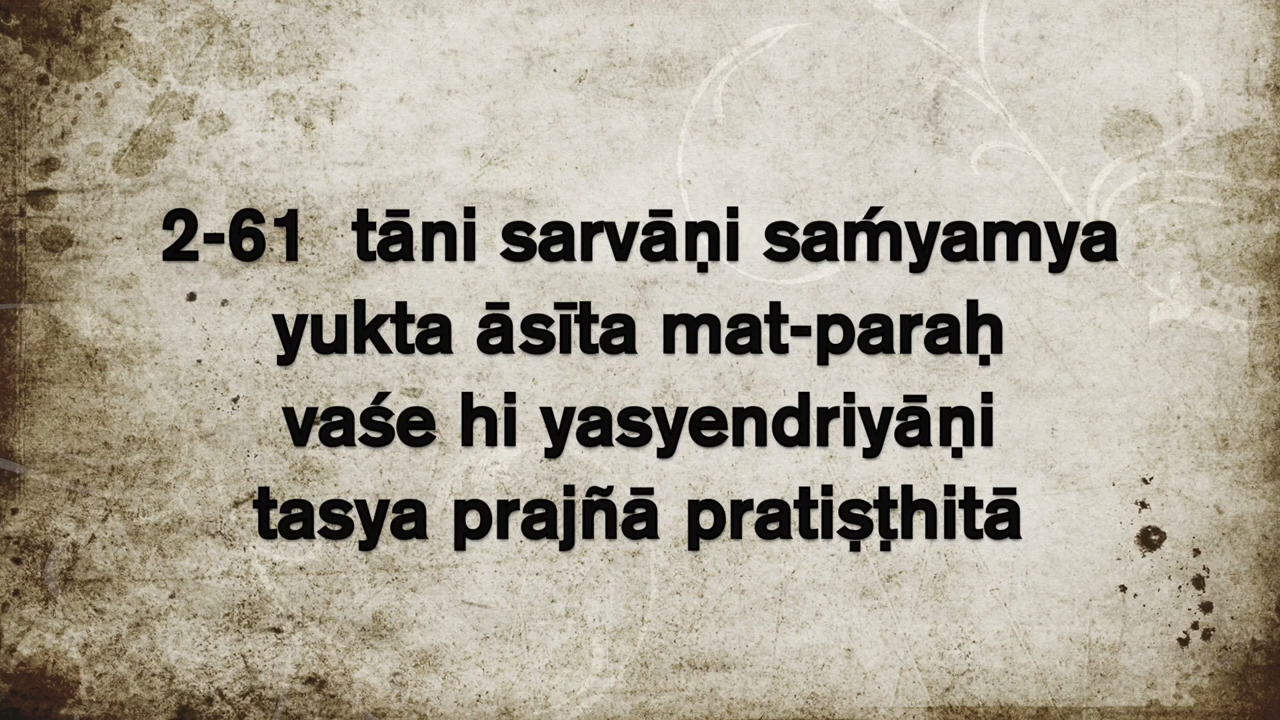 2-61 tāni sarvāṇi saḿyamya
yukta āsīta mat-paraḥ
vaśe hi yasyendriyāṇi
tasya prajñā pratiṣṭhitā